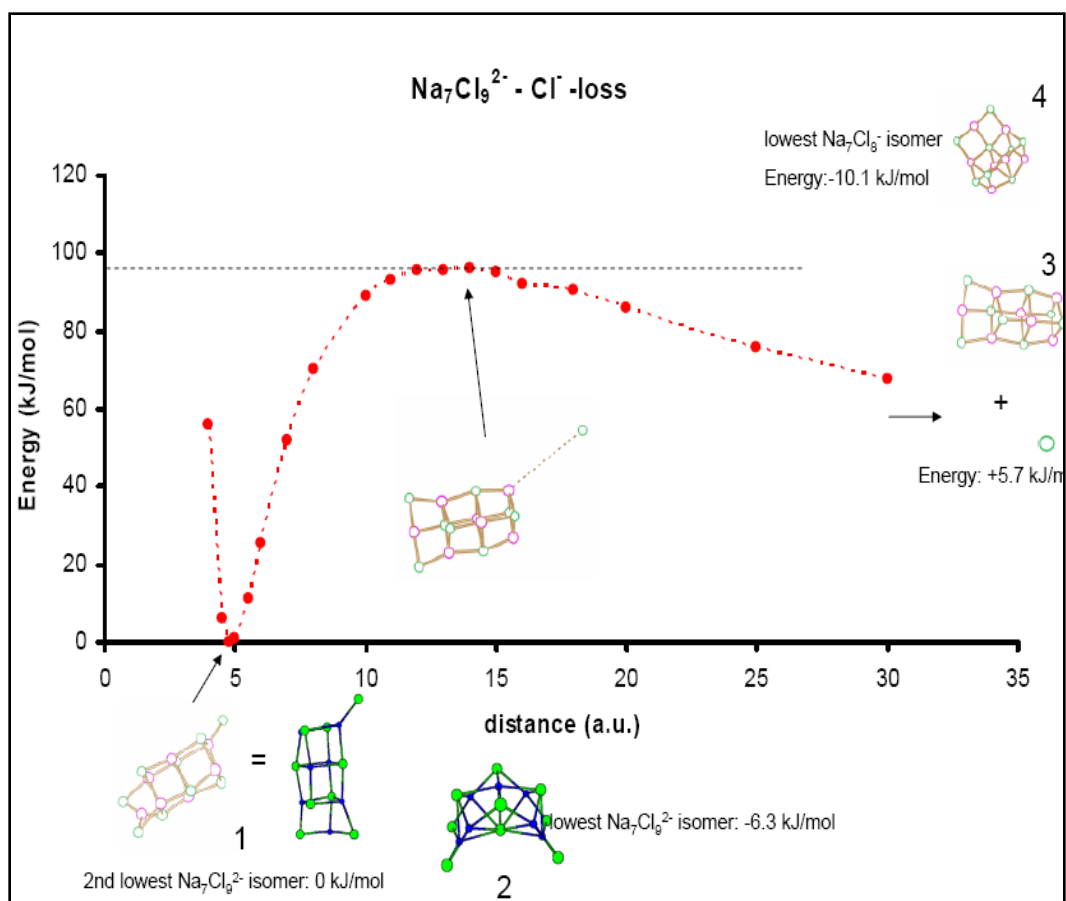 Na₇Cl₉²⁻ - Cl⁻ -loss
4
lowest Na₇Cl₈⁻ isomer
Energy:-10.1 kJ/mol
3
+
Energy: +5.7 kJ/m
120
100
80
60
40
20
0
Energy (kJ/mol)
0 5 10 15 20 25 30 35
distance (a.u.)
=
1
2nd lowest Na₇Cl₉²⁻ isomer: 0 kJ/mol
lowest Na₇Cl₉²⁻ isomer: -6.3 kJ/mol
2